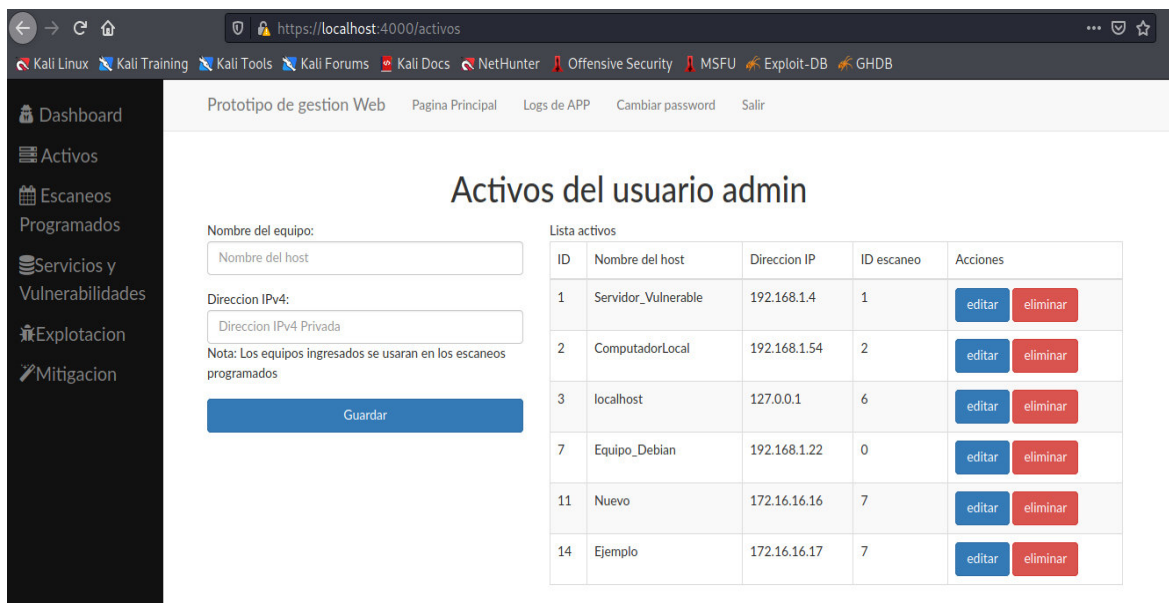 https://localhost:4000/activos
Kali Linux Kali Training Kali Tools Kali Forums Kali Docs NetHunter Offensive Security MSFU Exploit-DB GHDB
Dashboard
Activos
Escaneos
Programados
Servicios y
Vulnerabilidades
Explotacion
Mitigacion
Prototipo de gestion Web Pagina Principal Logs de APP Cambiar password Salir
Activos del usuario admin
Nombre del equipo:
Nombre del host
Direccion IPv4:
Direccion IPv4 Privada
Nota: Los equipos ingresados se usaran en los escaneos
programados
Guardar
Lista activos
ID Nombre del host Direccion IP ID escaneo Acciones
1 Servidor_Vulnerable 192.168.1.4 1 editar eliminar
2 ComputadorLocal 192.168.1.54 2 editar eliminar
3 localhost 127.0.0.1 6 editar eliminar
7 Equipo_Debian 192.168.1.22 0 editar eliminar
11 Nuevo 172.16.16.16 7 editar eliminar
14 Ejemplo 172.16.16.17 7 editar eliminar